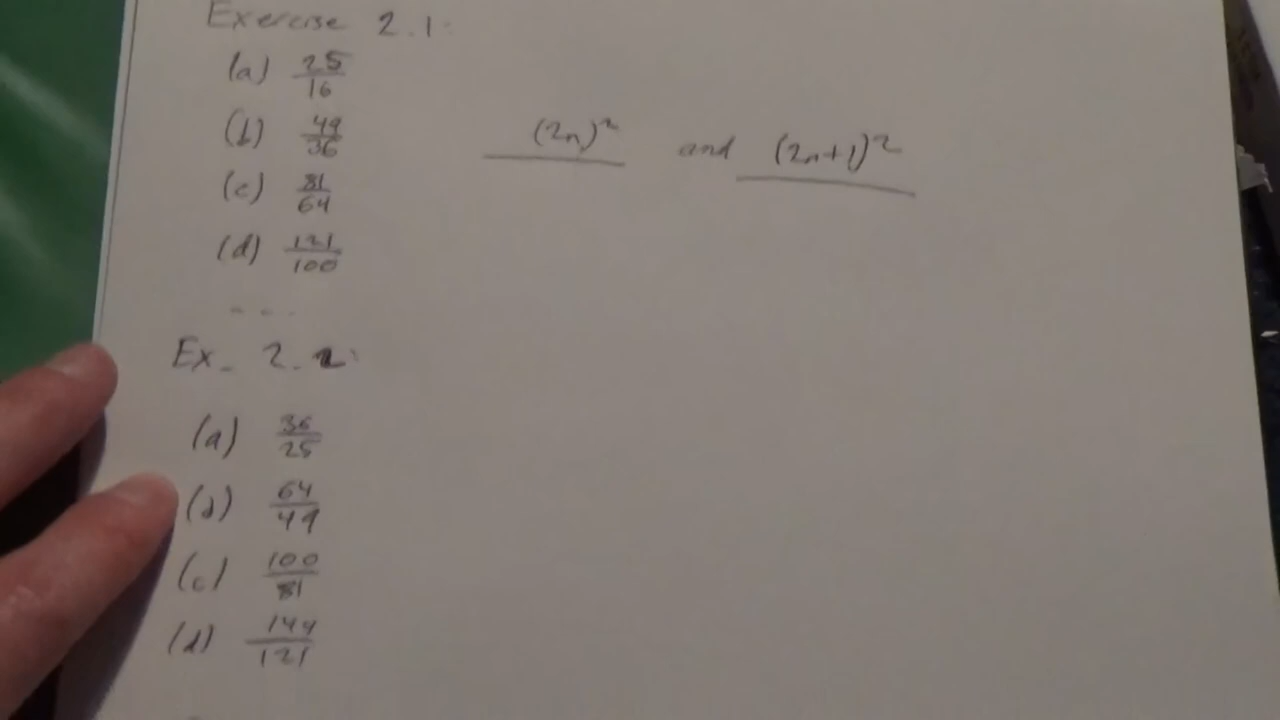 Exercise 2.1:
(a) 25/16
(b) 49/36
(c) 81/64
(d) 121/100
...
(2n)² and (2n+1)²
Ex. 2.2:
(a) 36/25
(b) 64/49
(c) 100/81
(d) 144/121